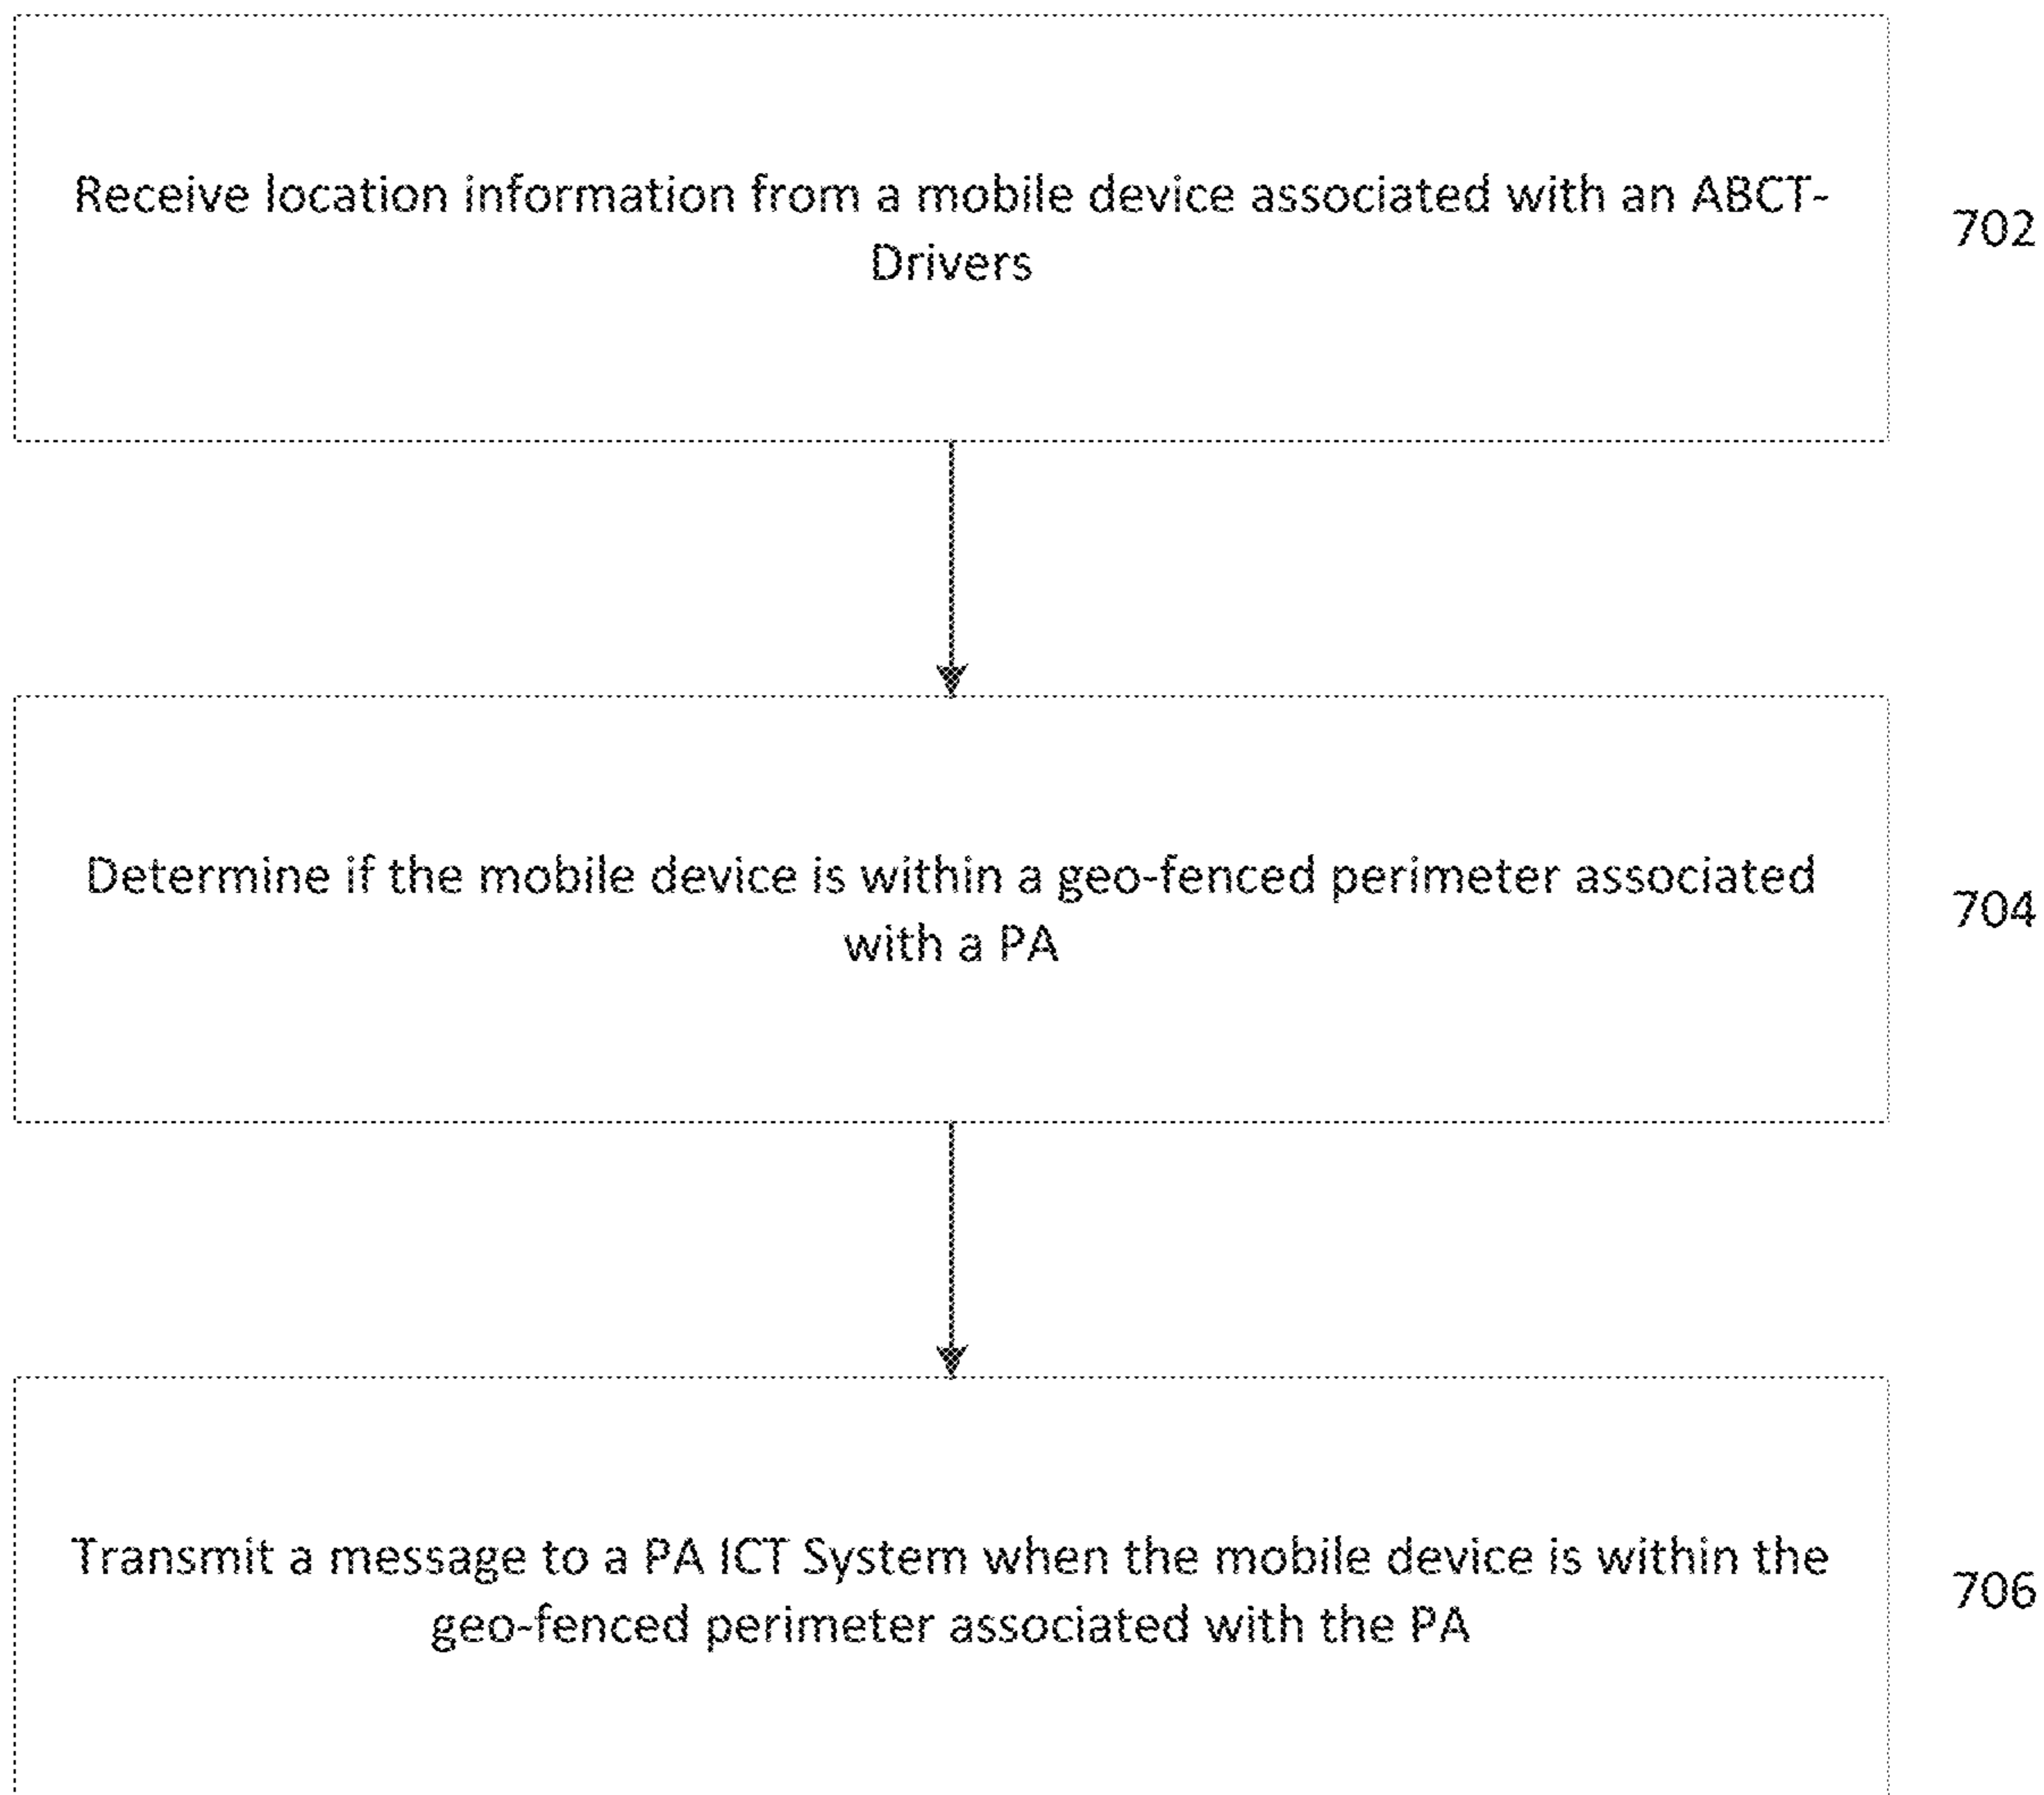 Receive location information from a mobile device associated with an ABCT-
Drivers
702
Determine if the mobile device is within a geo-fenced perimeter associated
with a PA
704
Transmit a message to a PA ICT System when the mobile device is within the
geo-fenced perimeter associated with the PA
706